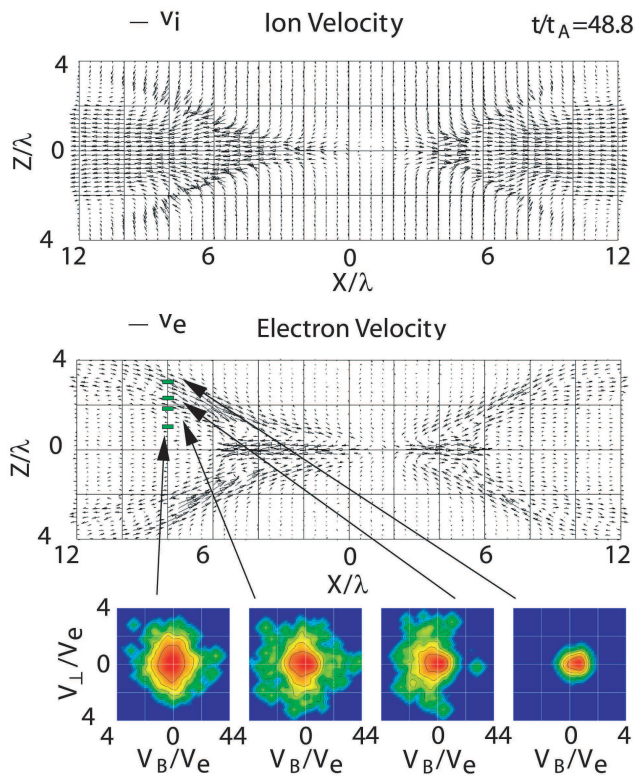 — vi Ion Velocity t/tA=48.8
4
Z/λ
0
4
12 6 0 6 12
X/λ
— ve Electron Velocity
4
Z/λ
0
4
12 6 0 6 12
X/λ
4
V⊥/Ve
0
4
4 0 44 0 44 0 44 0 4
VB/Ve VB/Ve VB/Ve VB/Ve